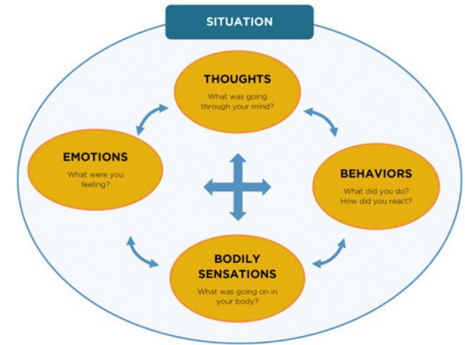 SITUATION
THOUGHTS
What was going
through your mind?
EMOTIONS
What were you
feeling?
BEHAVIORS
What did you do?
How did you react?
BODILY
SENSATIONS
What was going on in
your body?